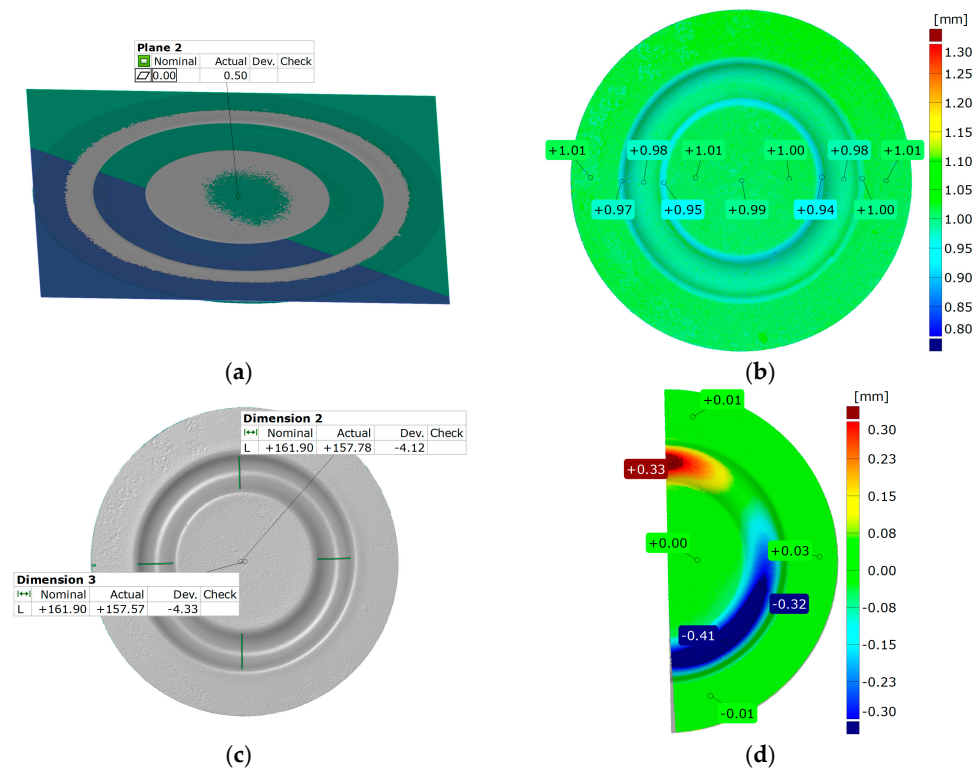 Plane 2
Nominal Actual Dev. Check
0.00 0.50
(a)
[mm]
1.30
1.25
1.20
1.15
1.10
1.05
1.00
0.95
0.90
0.85
0.80
+1.01 +0.98 +1.01 +1.00 +0.98 +1.01
+0.97 +0.95 +0.99 +0.94 +1.00
(b)
Dimension 2
Nominal Actual Dev. Check
L +161.90 +157.78 -4.12
Dimension 3
Nominal Actual Dev. Check
L +161.90 +157.57 -4.33
(c)
[mm]
0.30
0.23
0.15
0.08
0.00
-0.08
-0.15
-0.23
-0.30
+0.01
+0.33
+0.00 +0.03
-0.32
-0.41
-0.01
(d)